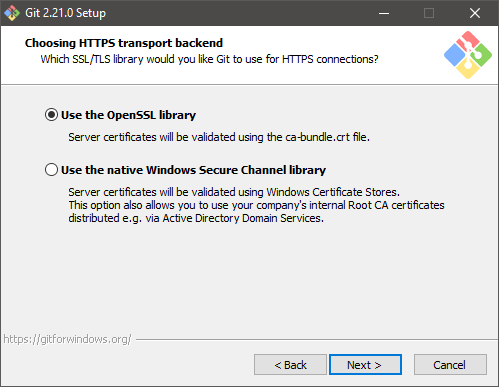 Git 2.21.0 Setup
Choosing HTTPS transport backend
Which SSL/TLS library would you like Git to use for HTTPS connections?
Use the OpenSSL library
Server certificates will be validated using the ca-bundle.crt file.
Use the native Windows Secure Channel library
Server certificates will be validated using Windows Certificate Stores.
This option also allows you to use your company's internal Root CA certificates
distributed e.g. via Active Directory Domain Services.
https://gitforwindows.org/
< Back
Next >
Cancel